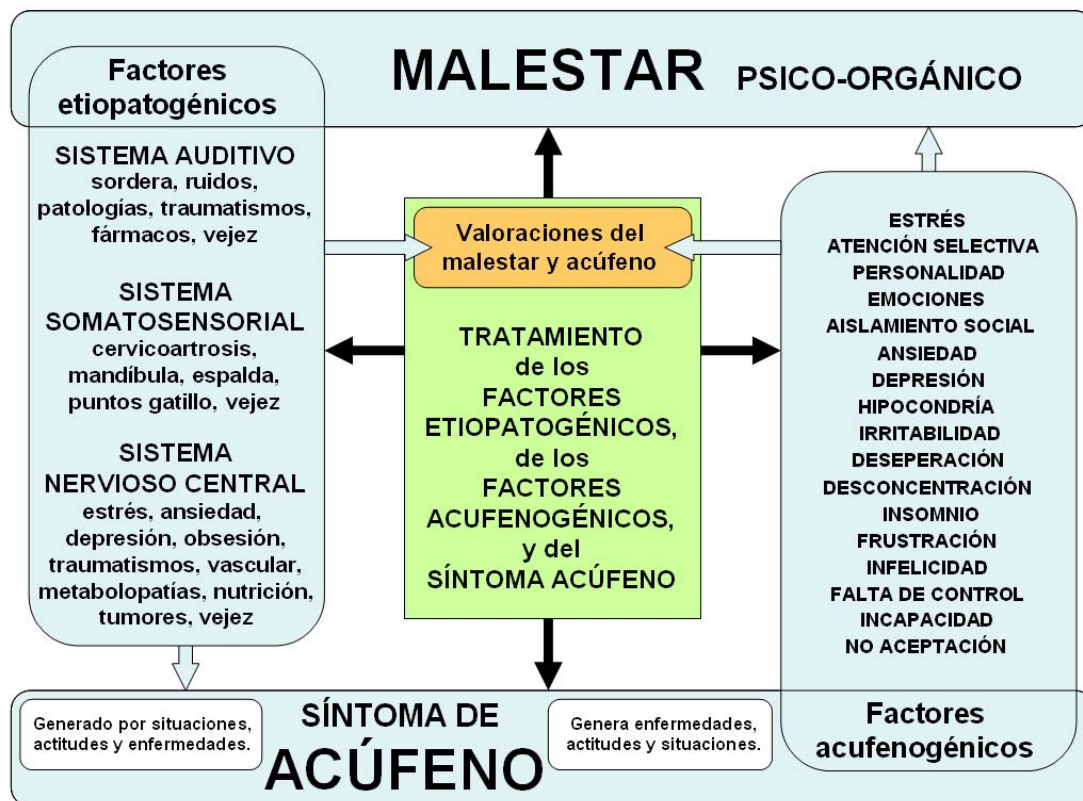 MALESTAR PSICO-ORGÁNICO
Factores
etiopatogénicos
SISTEMA AUDITIVO
sordera, ruidos,
patologías, traumatismos,
fármacos, vejez
SISTEMA
SOMATOSENSORIAL
cervicoartrosis,
mandíbula, espalda,
puntos gatillo, vejez
SISTEMA
NERVIOSO CENTRAL
estrés, ansiedad,
depresión, obsesión,
traumatismos, vascular,
metabolopatías, nutrición,
tumores, vejez
Valoraciones del
malestar y acúfeno
TRATAMIENTO
de los
FACTORES
ETIOPATOGÉNICOS,
de los
FACTORES
ACUFENOGÉNICOS,
y del
SÍNTOMA ACÚFENO
ESTRÉS
ATENCIÓN SELECTIVA
PERSONALIDAD
EMOCIONES
AISLAMIENTO SOCIAL
ANSIEDAD
DEPRESIÓN
HIPOCONDRÍA
IRRITABILIDAD
DESEPERACIÓN
DESCONCENTRACIÓN
INSOMNIO
FRUSTRACIÓN
INFELICIDAD
FALTA DE CONTROL
INCAPACIDAD
NO ACEPTACIÓN
Factores
acufenogénicos
Generado por situaciones,
actitudes y enfermedades.
SÍNTOMA DE
ACÚFENO
Genera enfermedades,
actitudes y situaciones.